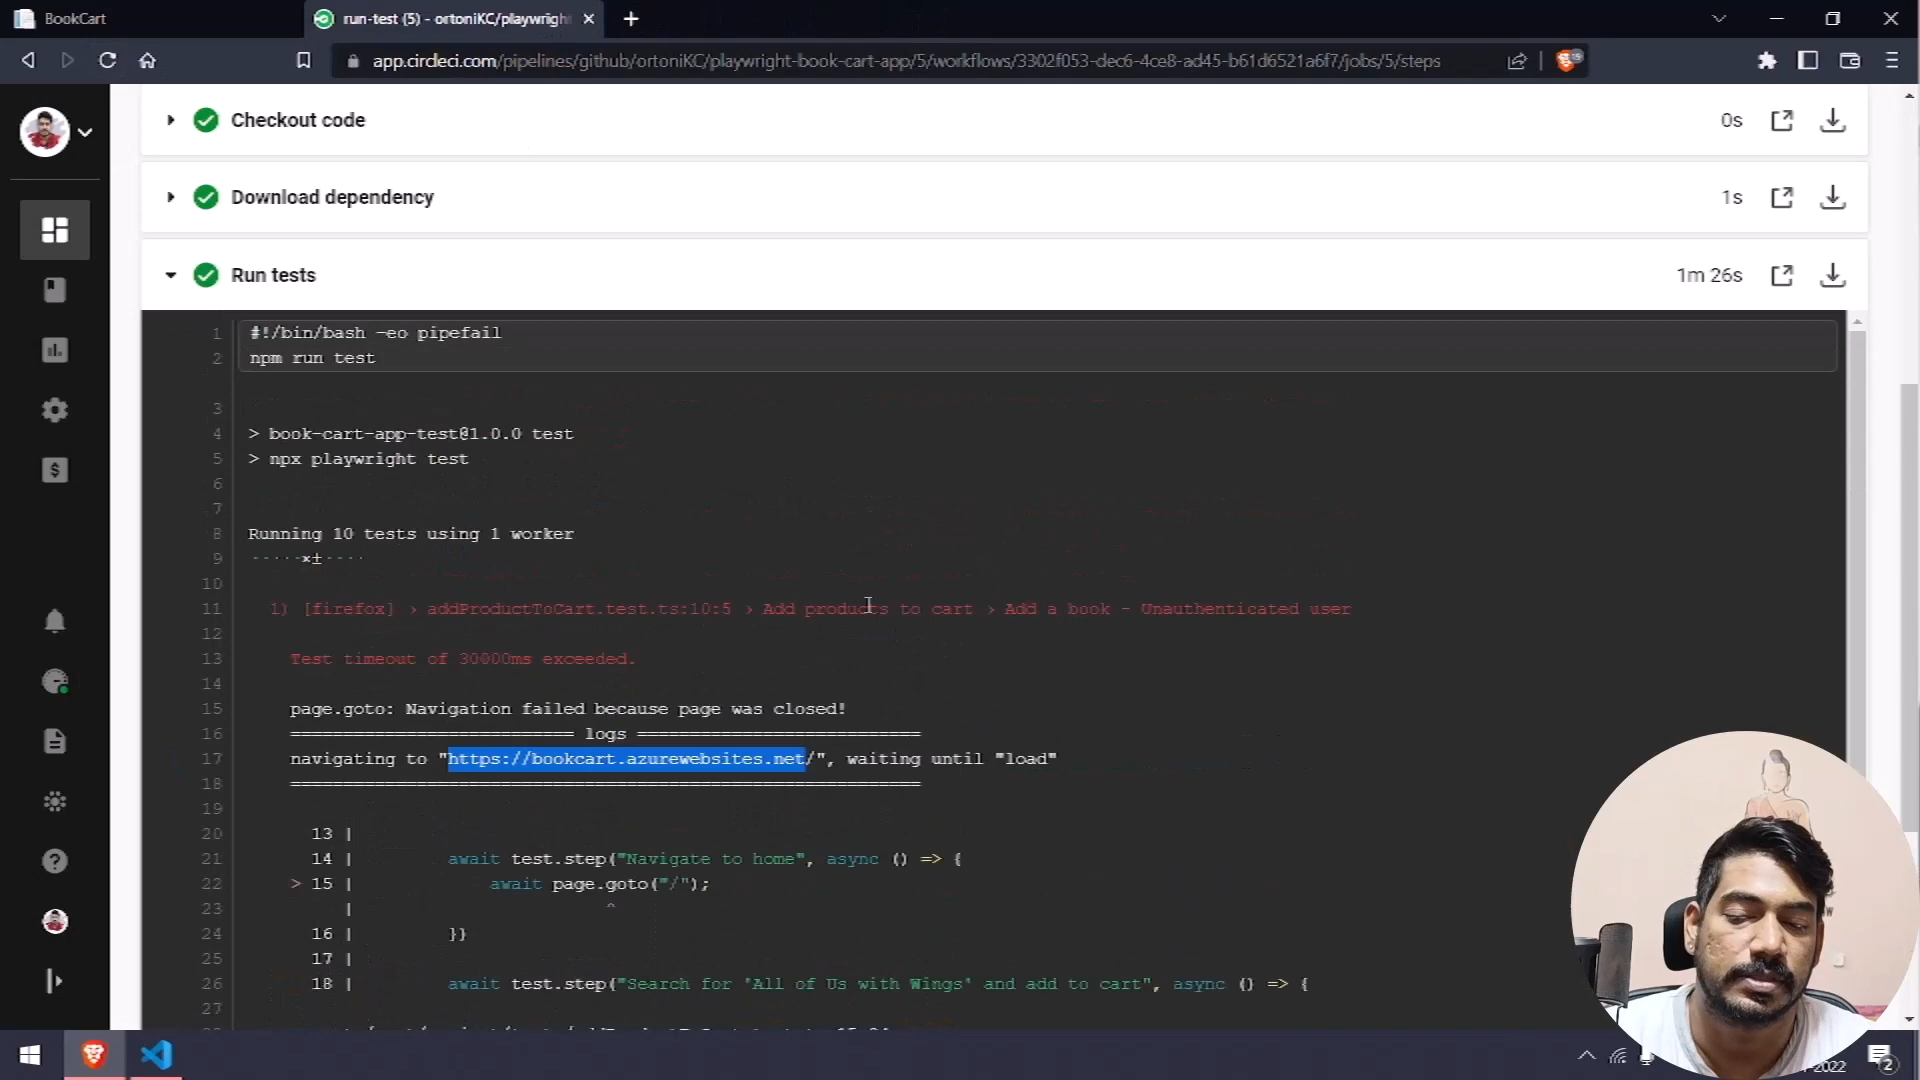 BookCart
run-test (5) - ortoniKC/playwrigh
app.circleci.com/pipelines/github/ortoniKC/playwright-book-cart-app/5/workflows/3302f053-dec6-4ce8-ad45-b61d6521a6f7/jobs/5/steps
Checkout code
0s
Download dependency
1s
Run tests
1m 26s
1 #!/bin/bash -eo pipefail
2 npm run test
3
4 > book-cart-app-test@1.0.0 test
5 > npx playwright test
6
7
8 Running 10 tests using 1 worker
9 ·····×±····
10
11 1) [firefox] › addProductToCart.test.ts:10:5 › Add products to cart › Add a book - Unauthenticated user
12
13 Test timeout of 30000ms exceeded.
14
15 page.goto: Navigation failed because page was closed!
16 =========================== logs ===========================
17 navigating to "https://bookcart.azurewebsites.net/", waiting until "load"
18 ============================================================
19
20 13 |
21 14 | await test.step("Navigate to home", async () => {
22 > 15 | await page.goto("/");
23 | ^
24 16 | }}
25 17 |
26 18 | await test.step("Search for 'All of Us with Wings' and add to cart", async () => {
27
2022
2